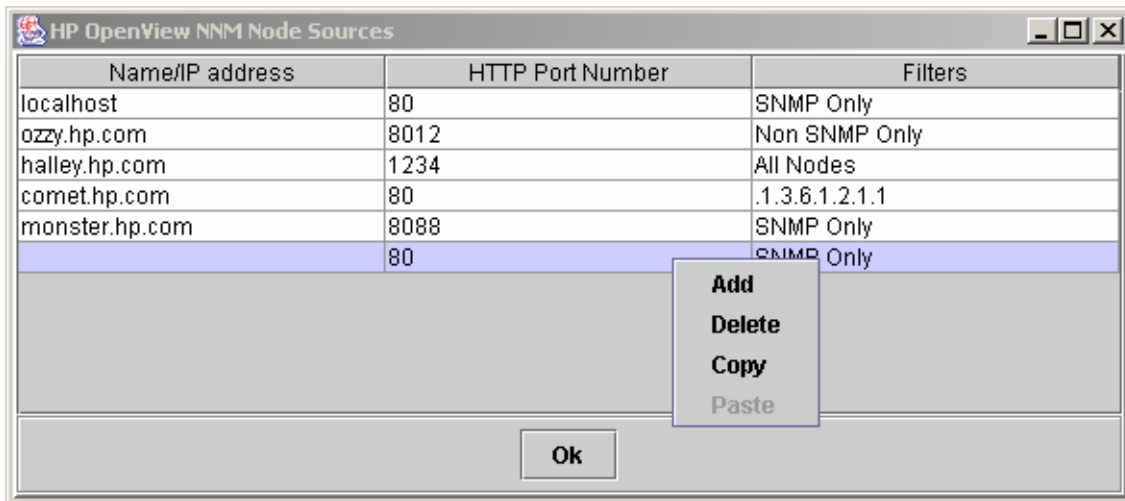 HP OpenView NNM Node Sources
Name/IP address HTTP Port Number Filters
localhost 80 SNMP Only
ozzy.hp.com 8012 Non SNMP Only
halley.hp.com 1234 All Nodes
comet.hp.com 80 .1.3.6.1.2.1.1
monster.hp.com 8088 SNMP Only
80 SNMP Only
Add
Delete
Copy
Paste
Ok